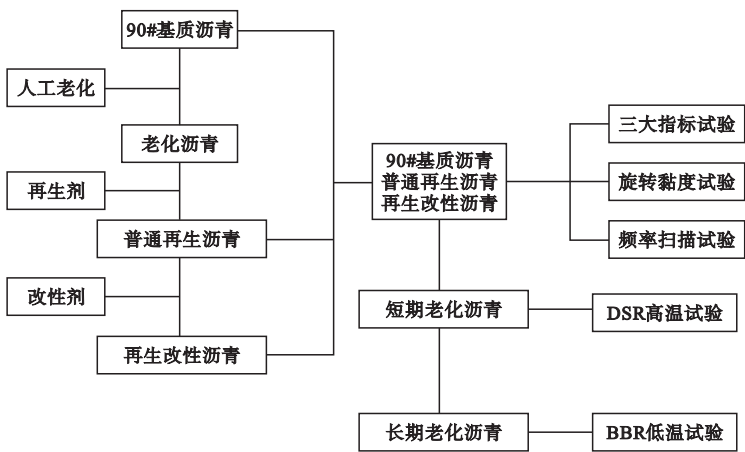 90#基质沥青
人工老化
老化沥青
再生剂
普通再生沥青
改性剂
再生改性沥青
90#基质沥青
普通再生沥青
再生改性沥青
三大指标试验
旋转黏度试验
频率扫描试验
短期老化沥青
DSR高温试验
长期老化沥青
BBR低温试验